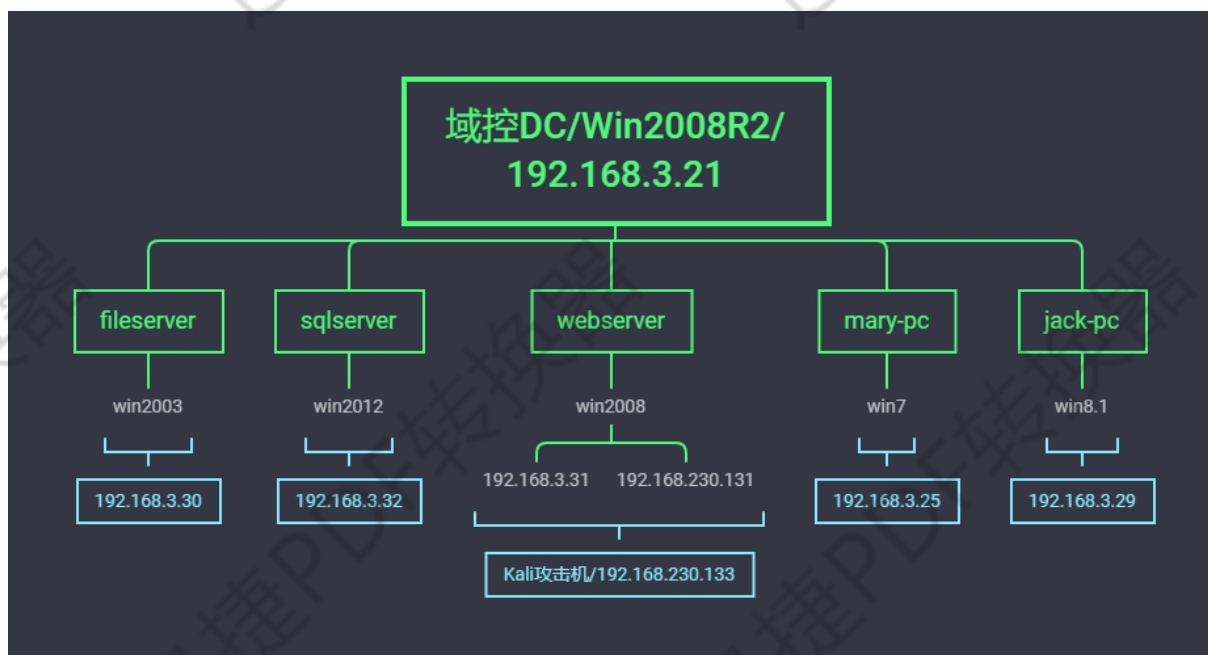 域控DC/Win2008R2/
192.168.3.21
fileserver
sqlserver
webserver
mary-pc
jack-pc
win2003
win2012
win2008
win7
win8.1
192.168.3.31
192.168.230.131
192.168.3.30
192.168.3.32
192.168.3.25
192.168.3.29
Kali攻击机/192.168.230.133